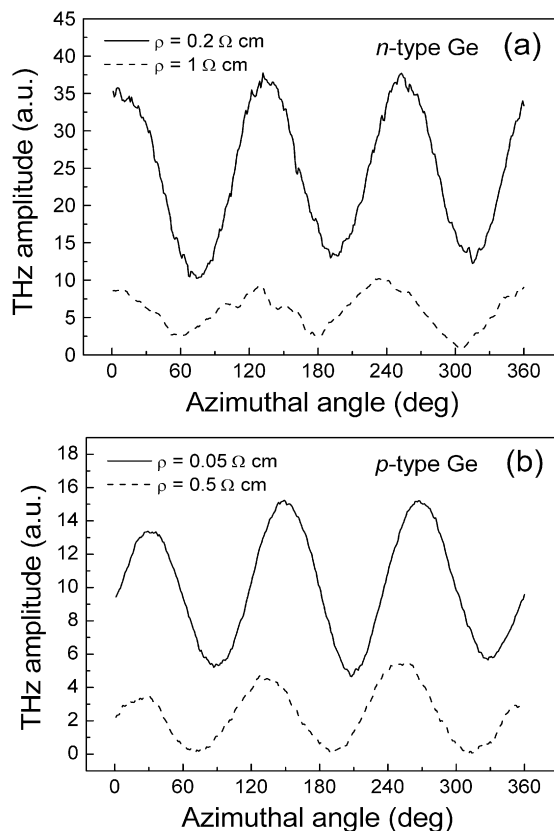 45
40
35
30
25
20
15
10
5
0
THz amplitude (a.u.)
ρ = 0.2 Ω cm
ρ = 1 Ω cm
n-type Ge
(a)
0 60 120 180 240 300 360
Azimuthal angle (deg)
18
16
14
12
10
8
6
4
2
0
THz amplitude (a.u.)
ρ = 0.05 Ω cm
ρ = 0.5 Ω cm
p-type Ge
(b)
0 60 120 180 240 300 360
Azimuthal angle (deg)